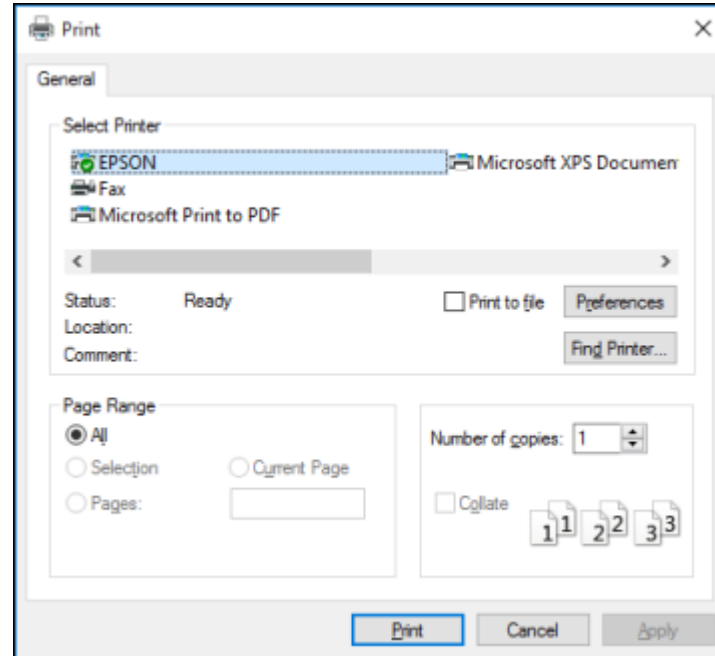 Print
General
Select Printer
EPSON
Microsoft XPS Documen
Fax
Microsoft Print to PDF
Status: Ready
Print to file
Preferences
Location:
Comment:
Find Printer...
Page Range
All
Selection
Current Page
Pages:
Number of copies: 1
Collate
1 1 2 2 3 3
Print
Cancel
Apply